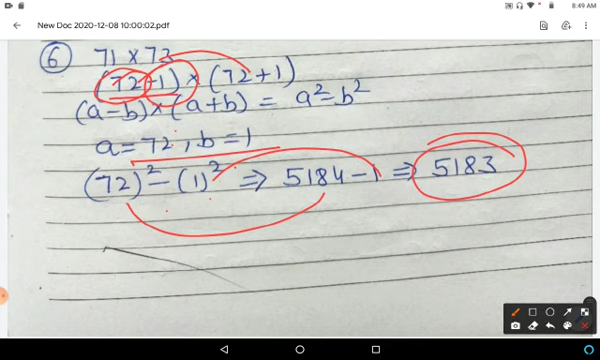 8:49 AM
New Doc 2020-12-08 10:00:02.pdf
⑥ 71 × 73
(72-1) × (72+1)
(a-b)×(a+b) = a²-b²
a=72, b=1
(72)²-(1)² ⇒ 5184-1 ⇒ 5183